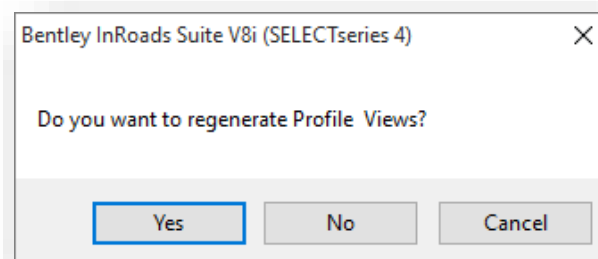 Bentley InRoads Suite V8i (SELECTseries 4)
Do you want to regenerate Profile  Views?
Yes No Cancel